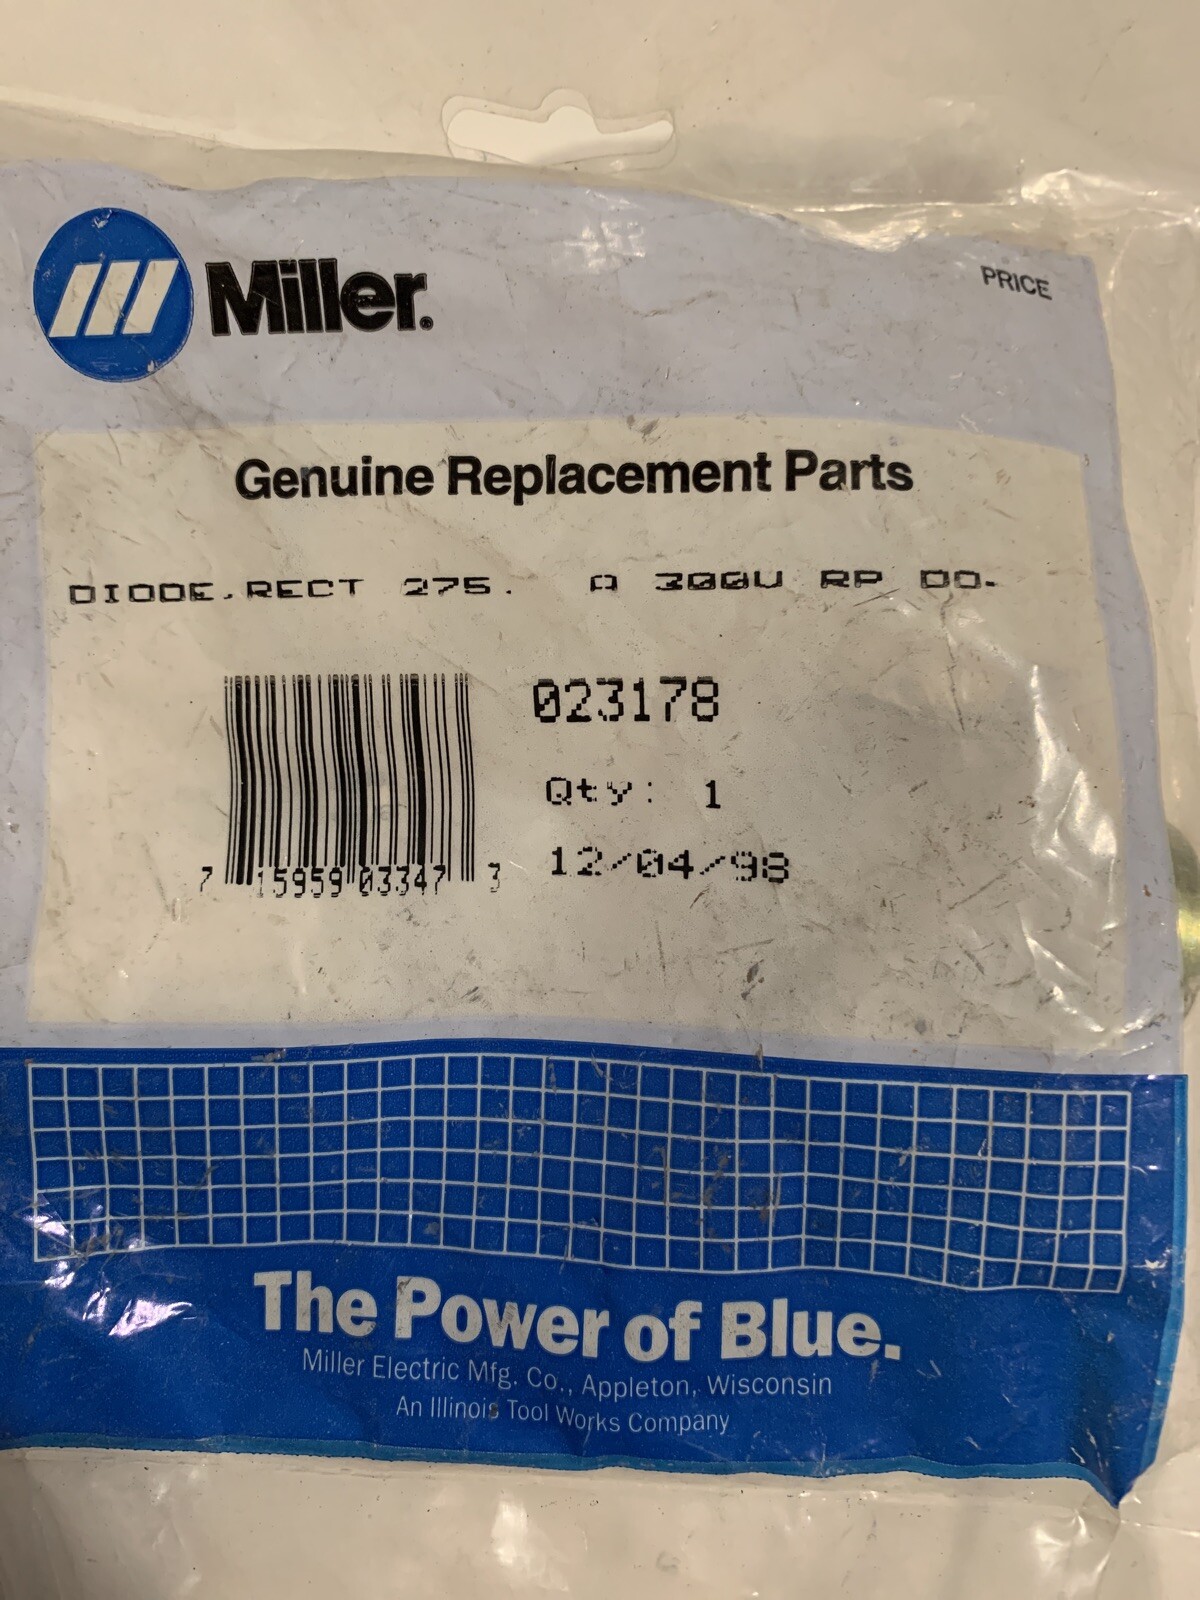 Miller®
PRICE
Genuine Replacement Parts
DIODE,RECT 275. A 300V RP DO-
023178
Qty: 1
12/04/98
7 15959 03347 3
The Power of Blue.
Miller Electric Mfg. Co., Appleton, Wisconsin
An Illinois Tool Works Company